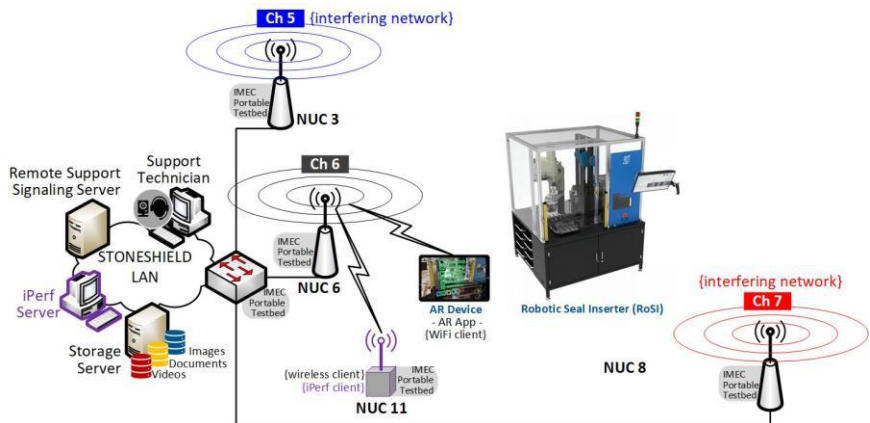 Ch 5
{interfering network}
IMEC
Portable
Testbed
NUC 3
Support
Technician
Remote Support
Signaling Server
Ch 6
STONESHIELD
LAN
IMEC
Portable
Testbed
NUC 6
IMEC
Portable
Testbed
iPerf
Server
Storage
Server
Images
Documents
Videos
AR Device
- AR App -
{WiFi client}
{wireless client}
{iPerf client}
IMEC
Portable
Testbed
NUC 11
Robotic Seal Inserter (RoSI)
{interfering network}
Ch 7
NUC 8
IMEC
Portable
Testbed